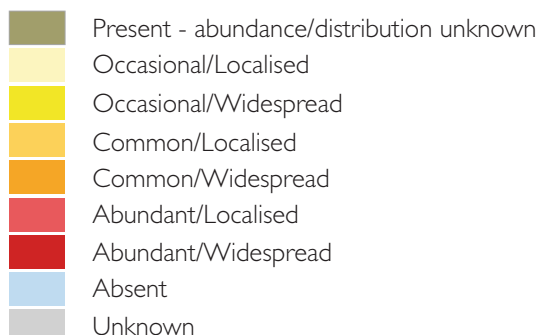 Present - abundance/distribution unknown
Occasional/Localised
Occasional/Widespread
Common/Localised
Common/Widespread
Abundant/Localised
Abundant/Widespread
Absent
Unknown